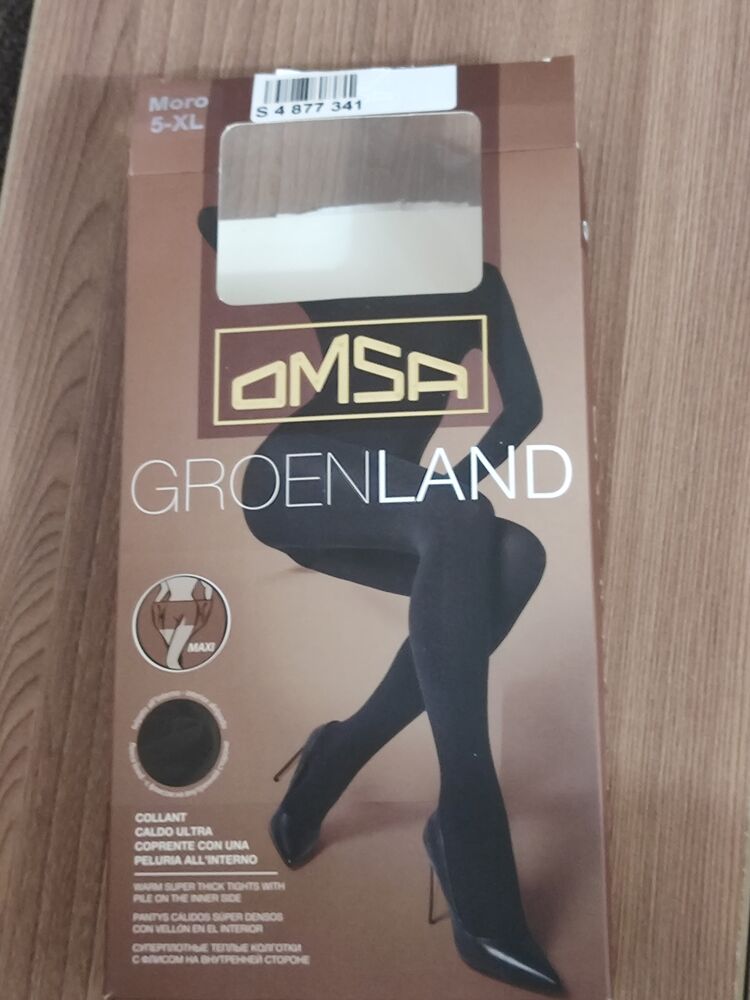 Moro
5-XL
S 4 877 341
OMSA
GROENLAND
MAXI
COLLANT
CALDO ULTRA
COPRENTE CON UNA
PELURIA ALL'INTERNO
WARM SUPER THICK TIGHTS WITH
PILE ON THE INNER SIDE
PANTYS CÁLIDOS SÚPER DENSOS
CON VELLÓN EN EL INTERIOR
СУПЕРПЛОТНЫЕ ТЕПЛЫЕ КОЛГОТКИ
С ФЛИСОМ НА ВНУТРЕННЕЙ СТОРОНЕ